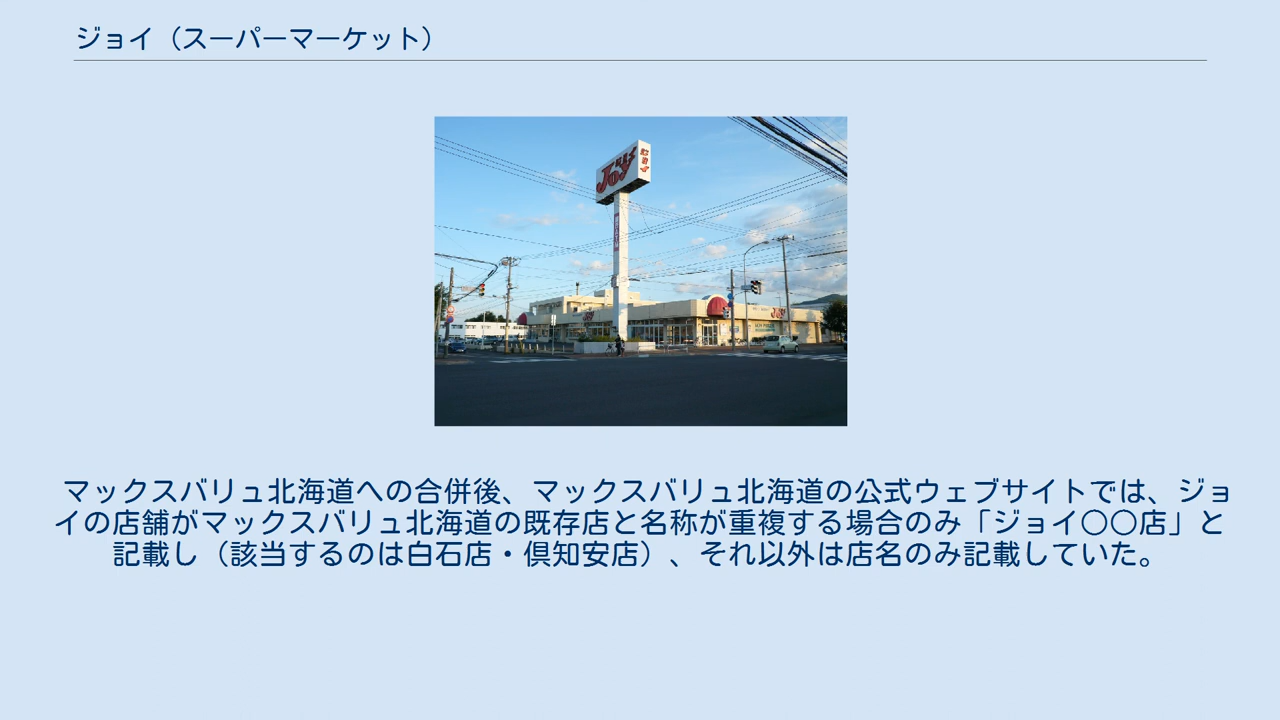 ジョイ（スーパーマーケット）
Joy
ジョイ
Joy
マックスバリュ北海道への合併後、マックスバリュ北海道の公式ウェブサイトでは、ジョ
イの店舗がマックスバリュ北海道の既存店と名称が重複する場合のみ「ジョイ〇〇店」と
記載し（該当するのは白石店・倶知安店）、それ以外は店名のみ記載していた。